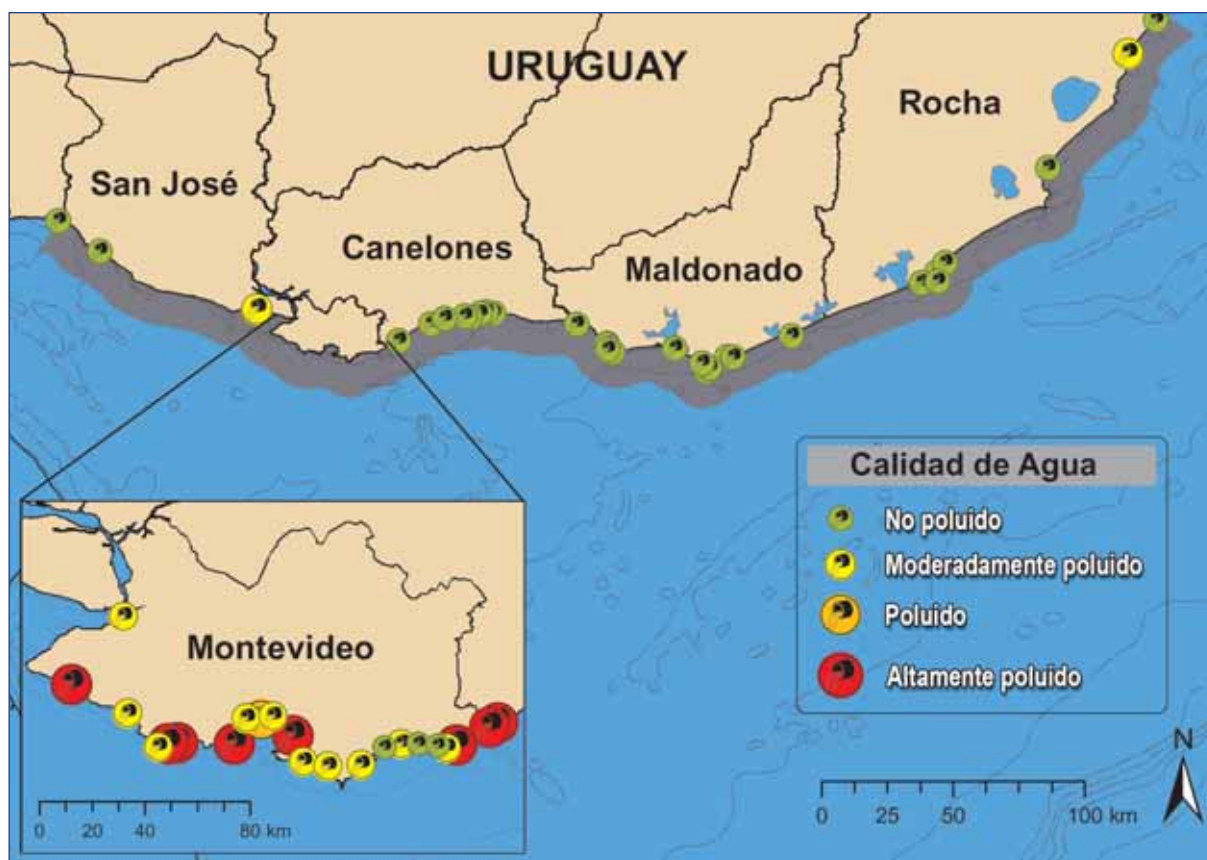 URUGUAY
Rocha
San José
Canelones
Maldonado
Calidad de Agua
No poluido
Moderadamente poluido
Poluido
Altamente poluido
Montevideo
0 20 40 80 km
N
0 25 50 100 km